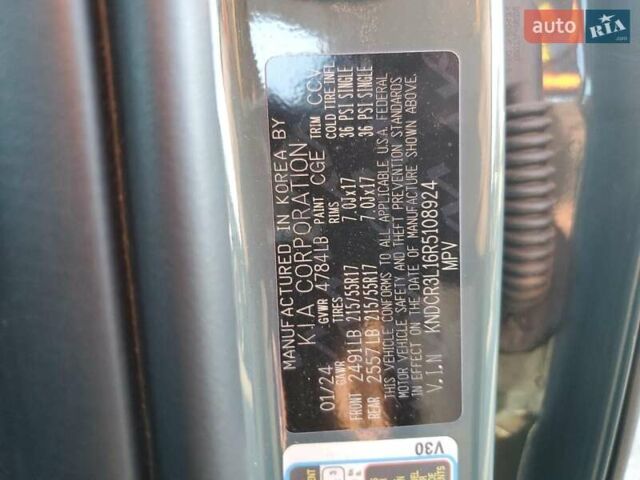 auto RIA .com
MANUFACTURED IN KOREA BY
KIA CORPORATION
01/24 GVWR 4784LB PAINT CGE TRIM CCV
GAWR TIRES RIMS COLD TIRE INFL
FRONT 2491LB 215/55R17 7.0Jx17 36 PSI SINGLE
REAR 2557LB 215/55R17 7.0Jx17 36 PSI SINGLE
THIS VEHICLE CONFORMS TO ALL APPLICABLE U.S.A. FEDERAL
MOTOR VEHICLE SAFETY AND THEFT PREVENTION STANDARDS
IN EFFECT ON THE DATE OF MANUFACTURE SHOWN ABOVE.
V.I.N KNDCR3L16R5108924
MPV
V30